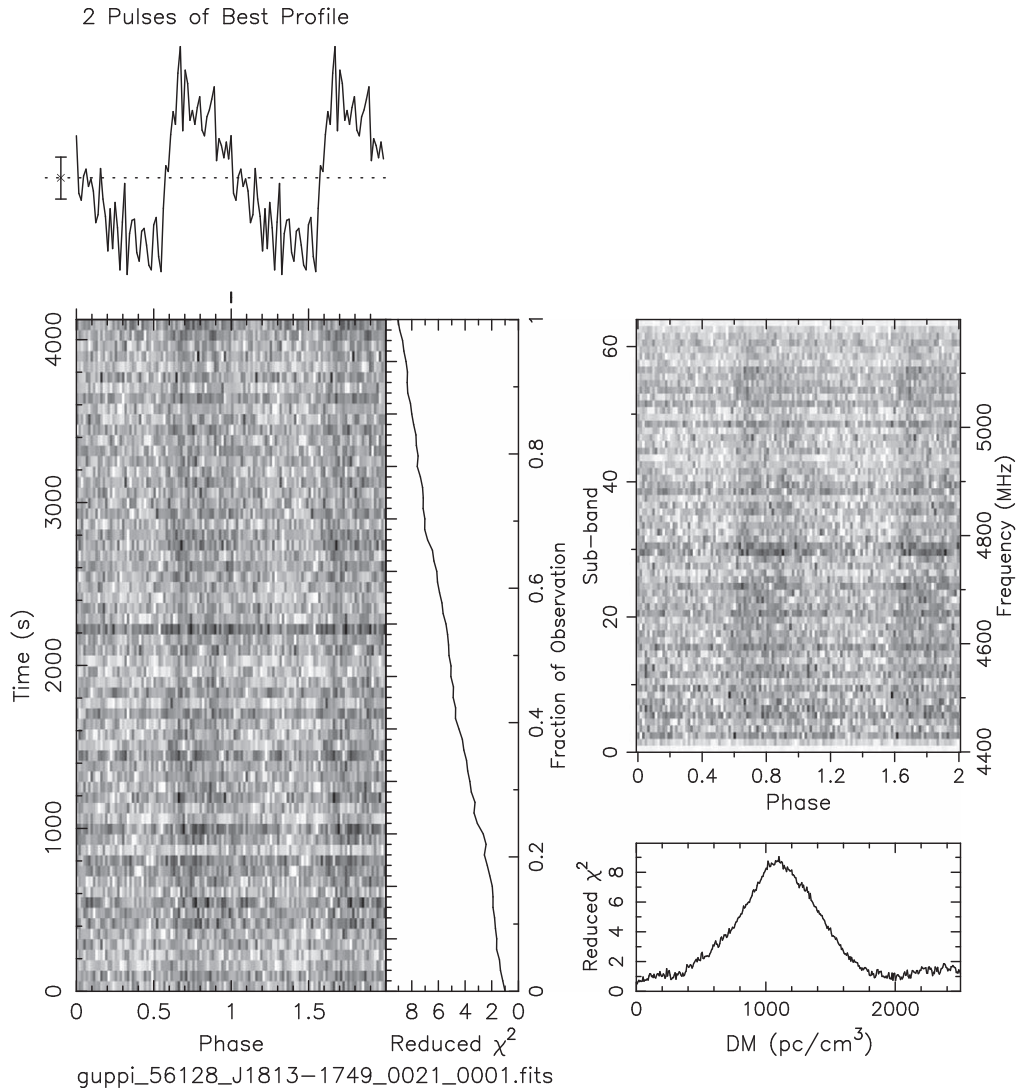 2 Pulses of Best Profile
Time (s)
0 1000 2000 3000 4000
0 0.5 1 1.5
Phase
8 6 4 2 0
Reduced χ²
0 0.2 0.4 0.6 0.8 1
Fraction of Observation
Sub-band
0 20 40 60
0 0.4 0.8 1.2 1.6 2
Phase
4400 4600 4800 5000
Frequency (MHz)
Reduced χ²
0 2 4 6 8
0 1000 2000
DM (pc/cm³)
guppi_56128_J1813-1749_0021_0001.fits